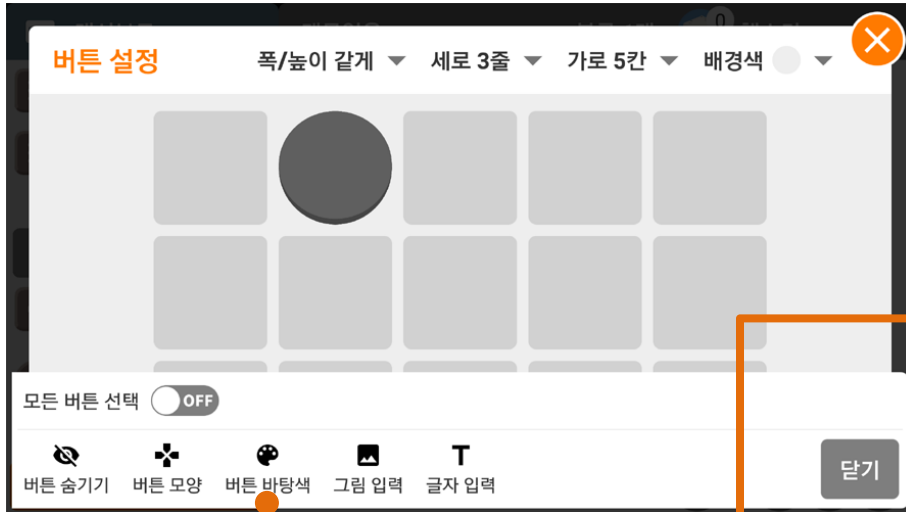 버튼 설정 폭/높이 같게 세로 3줄 가로 5칸 배경색
모든 버튼 선택 OFF
버튼 숨기기 버튼 모양 버튼 바탕색 그림 입력 글자 입력
닫기